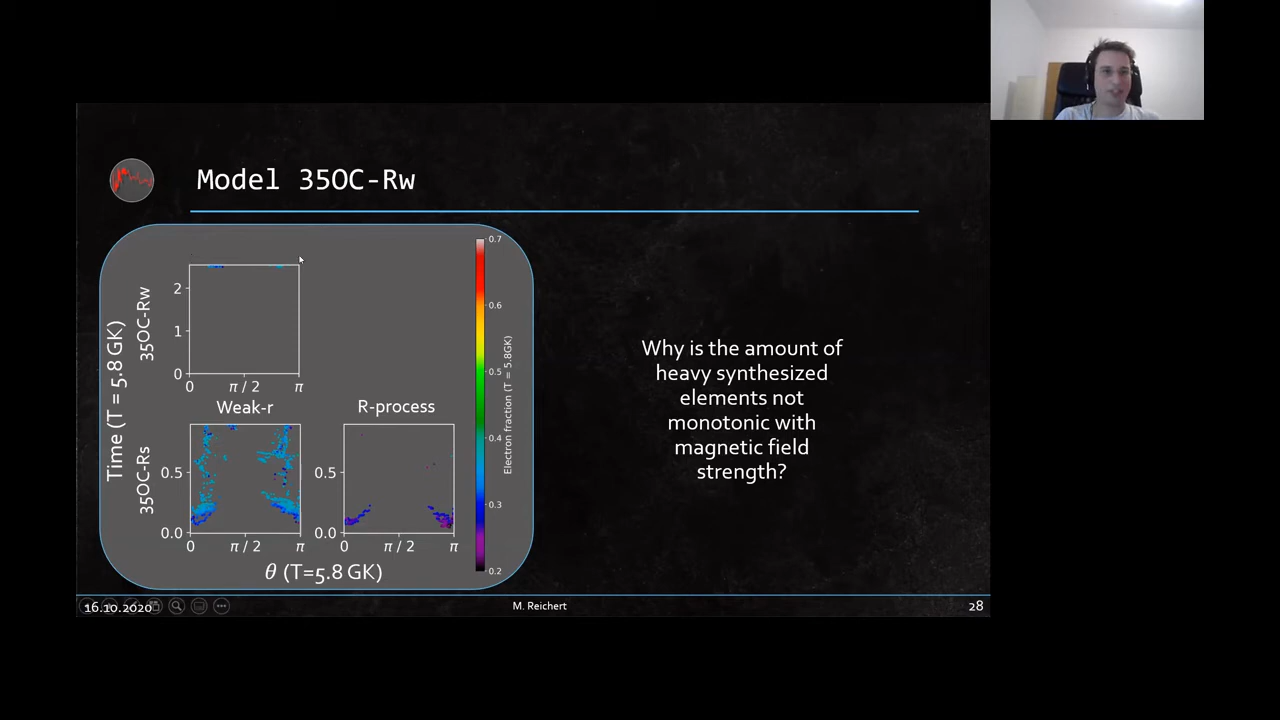 Model 35OC-Rw
Time (T = 5.8 GK)
35OC-Rw
2
1
0
0
π / 2
π
Weak-r
R-process
35OC-Rs
0.5
0.0
0
π / 2
π
0.5
0.0
0
π / 2
π
θ (T=5.8 GK)
0.7
0.6
0.5
0.4
0.3
0.2
Electron fraction (T = 5.8GK)
Why is the amount of
heavy synthesized
elements not
monotonic with
magnetic field
strength?
16.10.2020
M. Reichert
28